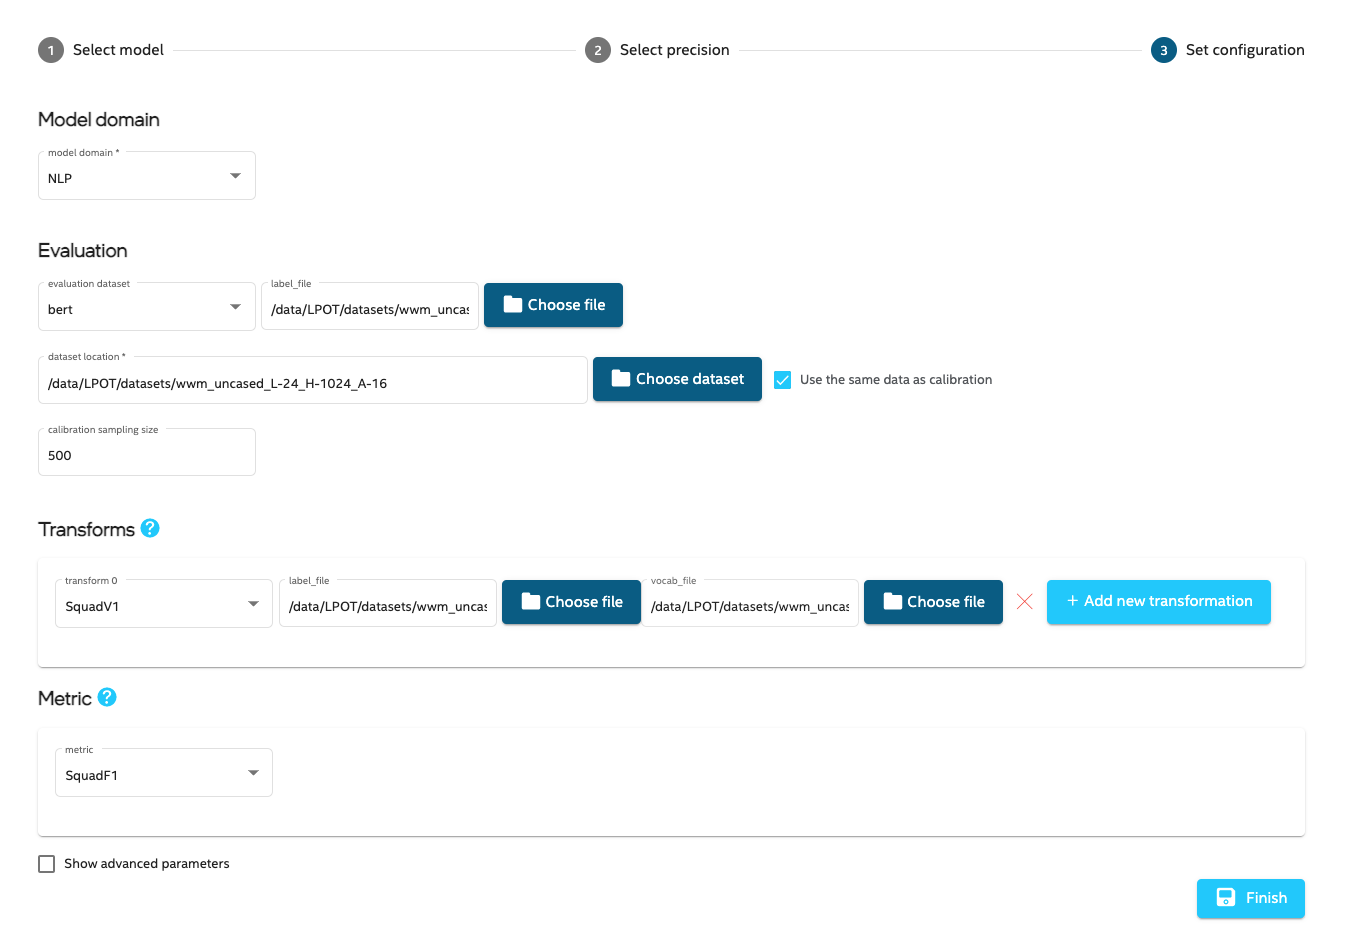 1 Select model 2 Select precision 3 Set configuration
Model domain
model domain *
NLP
Evaluation
evaluation dataset label_file
bert /data/LPOT/datasets/wwm_uncas Choose file
dataset location *
/data/LPOT/datasets/wwm_uncased_L-24_H-1024_A-16 Choose dataset Use the same data as calibration
calibration sampling size
500
Transforms ?
transform 0 label_file vocab_file
SquadV1 /data/LPOT/datasets/wwm_uncas Choose file /data/LPOT/datasets/wwm_uncas Choose file + Add new transformation
Metric ?
metric
SquadF1
Show advanced parameters
Finish